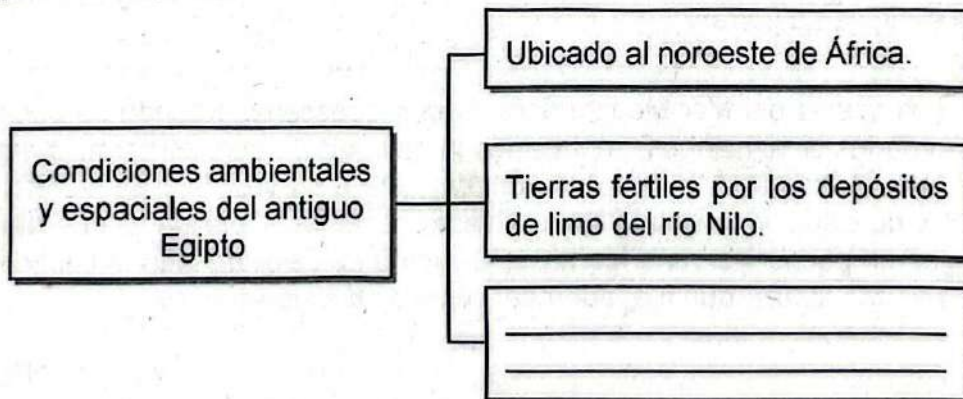 Condiciones ambientales
y espaciales del antiguo
Egipto
Ubicado al noroeste de África.
Tierras fértiles por los depósitos
de limo del río Nilo.